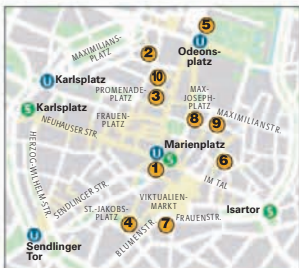 MAXIMILIANS-
PLATZ
5
U
Odeons-
platz
2
10
U Karlsplatz
PROMENADE-
PLATZ
3
MAX-
JOSEPH-
PLATZ
S Karlsplatz
NEUHAUSER STR.
FRAUEN-
PLATZ
8
9
MAXIMILIANSTR.
HERZOG-WILHELM-STR.
Marienplatz
U S
1
6
IM TAL
SENDLINGER STR.
VIKTUALIEN-
MARKT
ST.-JAKOBS-
PLATZ
Isartor S
4
7
FRAUENSTR.
BLUMENSTR.
U
Sendlinger
Tor